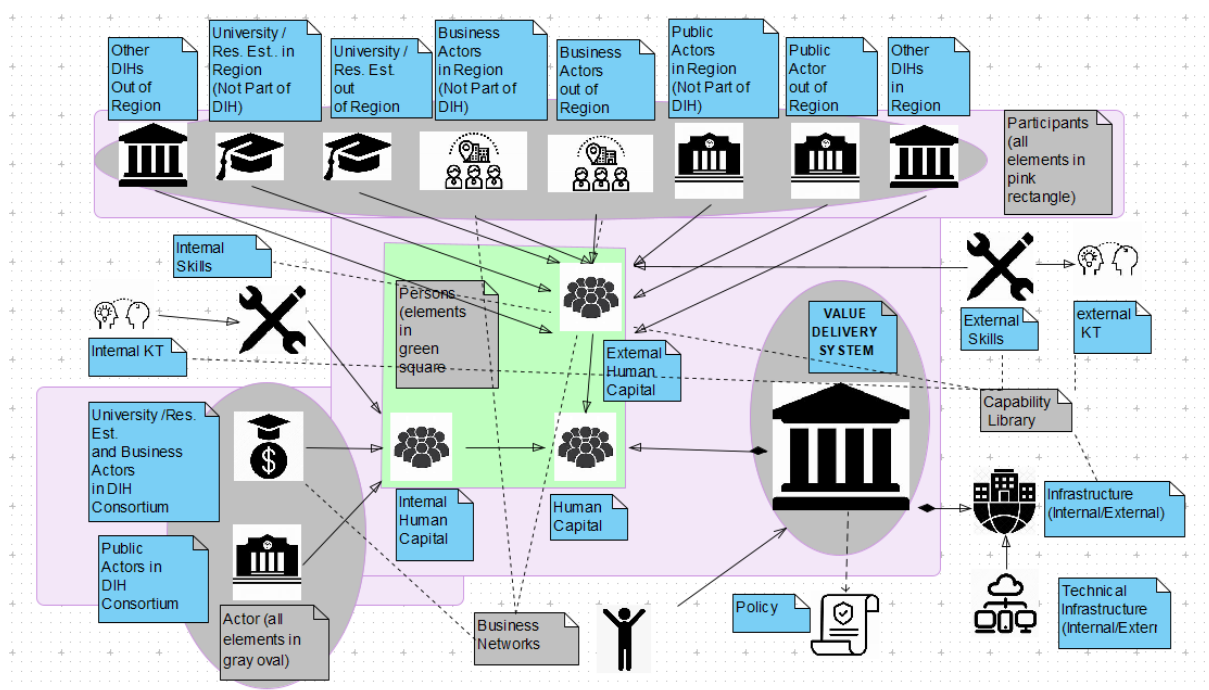 Other
DIHs
Out of
Region
University /
Res. Est.. in
Region
(Not Part of
DIH)
University /
Res. Est.
out
of Region
Business
Actors
in Region
(Not Part of
DIH)
Business
Actors
out of
Region
Public
Actors
in Region
(Not Part of
DIH)
Public
Actor
out of
Region
Other
DIHs
in
Region
Participants
(all
elements in
pink
rectangle)
Internal
Skills
Persons
(elements
in
green
square
VALUE
DELIVERY
SYSTEM
External
Skills
external
KT
Internal KT
External
Human
Capital
Capability
Library
University /Res.
Est.
and Business
Actors
in DIH
Consortium
Internal
Human
Capital
Human
Capital
Infrastructure
(Internal/External)
Public
Actors in
DIH
Consortium
Actor (all
elements in
gray oval)
Business
Networks
Policy
Technical
Infrastructure
(Internal/Exterr